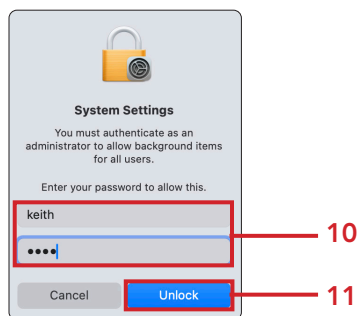 System Settings
You must authenticate as an
administrator to allow background items
for all users.
Enter your password to allow this.
keith
••••
10
Cancel
Unlock
11